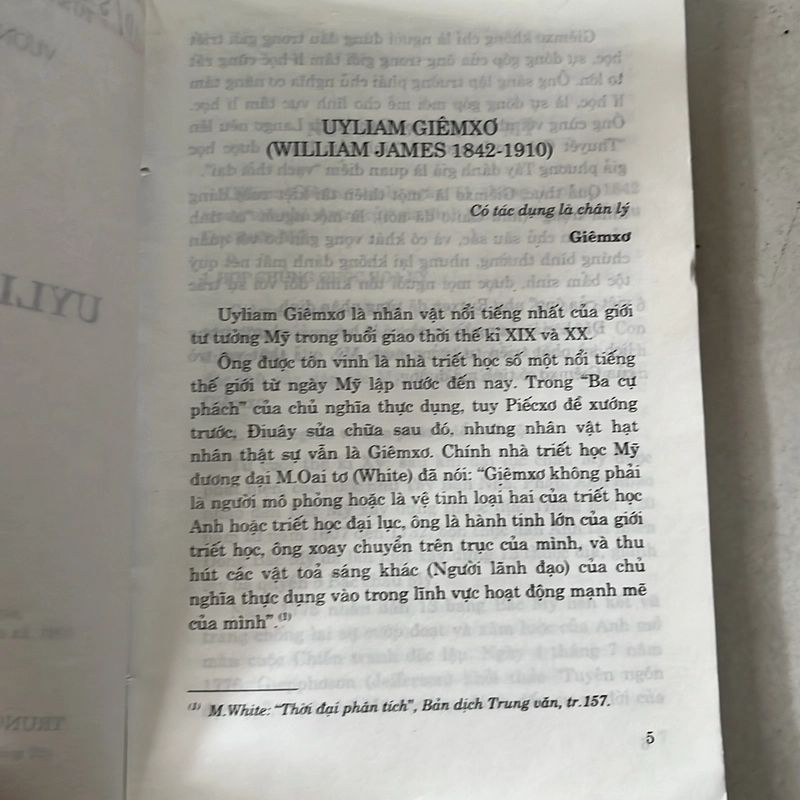 UYLIAM GIÊMXƠ
(WILLIAM JAMES 1842-1910)
Có tác dụng là chân lý
Giêmxơ
Uyliam Giêmxơ là nhân vật nổi tiếng nhất của giới
tư tưởng Mỹ trong buổi giao thời thế kỉ XIX và XX.
Ông được tôn vinh là nhà triết học số một nổi tiếng
thế giới từ ngày Mỹ lập nước đến nay. Trong “Ba cự
phách” của chủ nghĩa thực dụng, tuy Piếcxơ đề xướng
trước, Điuây sửa chữa sau đó, nhưng nhân vật hạt
nhân thật sự vẫn là Giêmxơ. Chính nhà triết học Mỹ
đương đại M.Oai tơ (White) đã nói: “Giêmxơ không phải
là người mô phỏng hoặc là vệ tinh loại hai của triết học
Anh hoặc triết học đại lục, ông là hành tinh lớn của giới
triết học, ông xoay chuyển trên trục của mình, và thu
hút các vật toả sáng khác (Người lãnh đạo) của chủ
nghĩa thực dụng vào trong lĩnh vực hoạt động mạnh mẽ
của mình”.(1)
(1) M.White: “Thời đại phân tích”, Bản dịch Trung văn, tr.157.
5